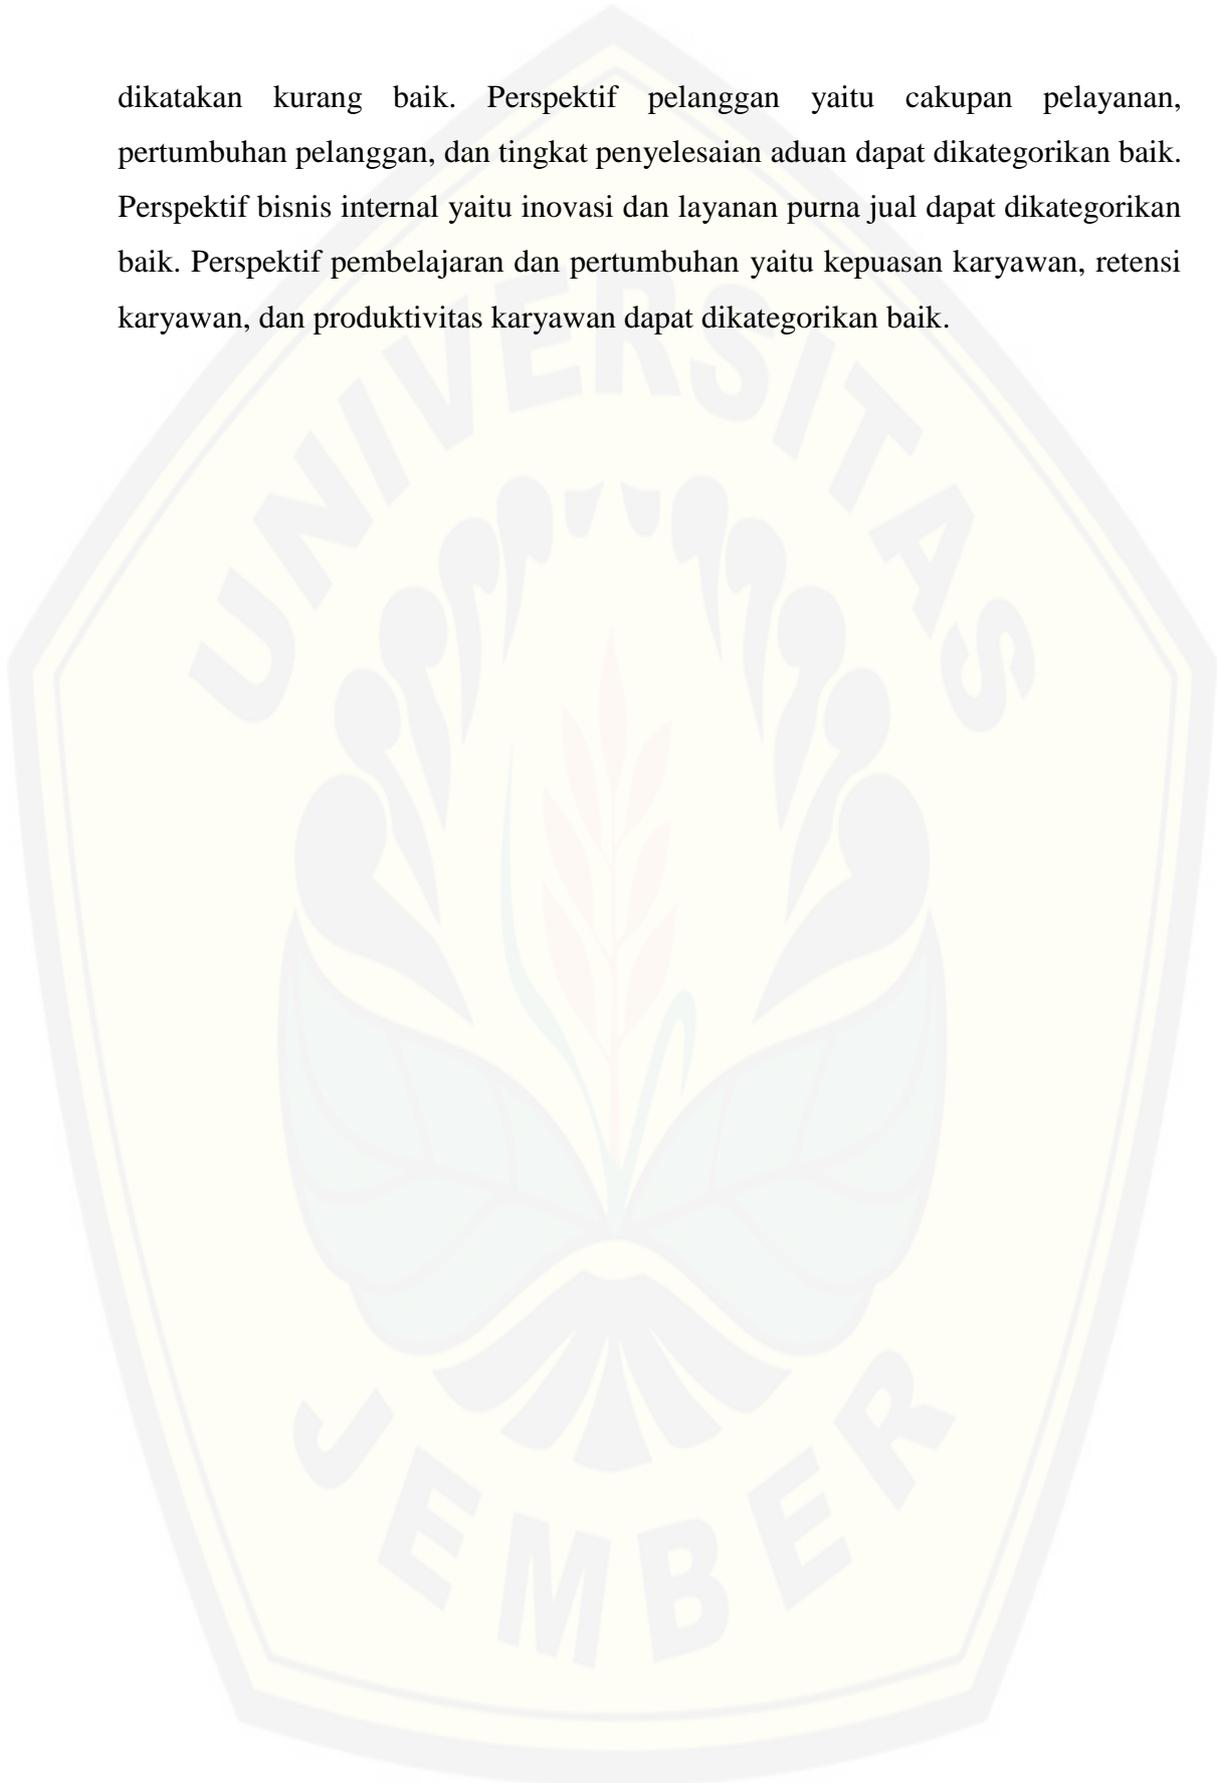 dikatakan kurang baik. Perspektif pelanggan yaitu cakupan pelayanan,
pertumbuhan pelanggan, dan tingkat penyelesaian aduan dapat dikategorikan baik.
Perspektif bisnis internal yaitu inovasi dan layanan purna jual dapat dikategorikan
baik. Perspektif pembelajaran dan pertumbuhan yaitu kepuasan karyawan, retensi
karyawan, dan produktivitas karyawan dapat dikategorikan baik.
UNIVERSITAS
JEMBER